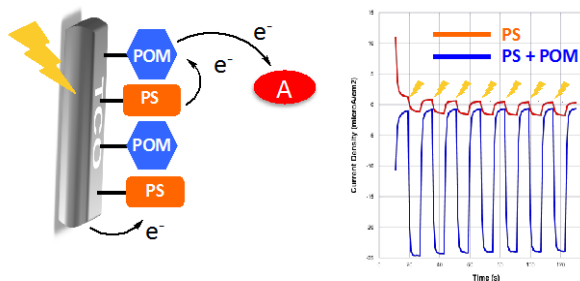 POM
e⁻
e⁻
A
PS
TCO
POM
PS
e⁻
PS
PS + POM
Current Density (microA/cm2)
Time (s)